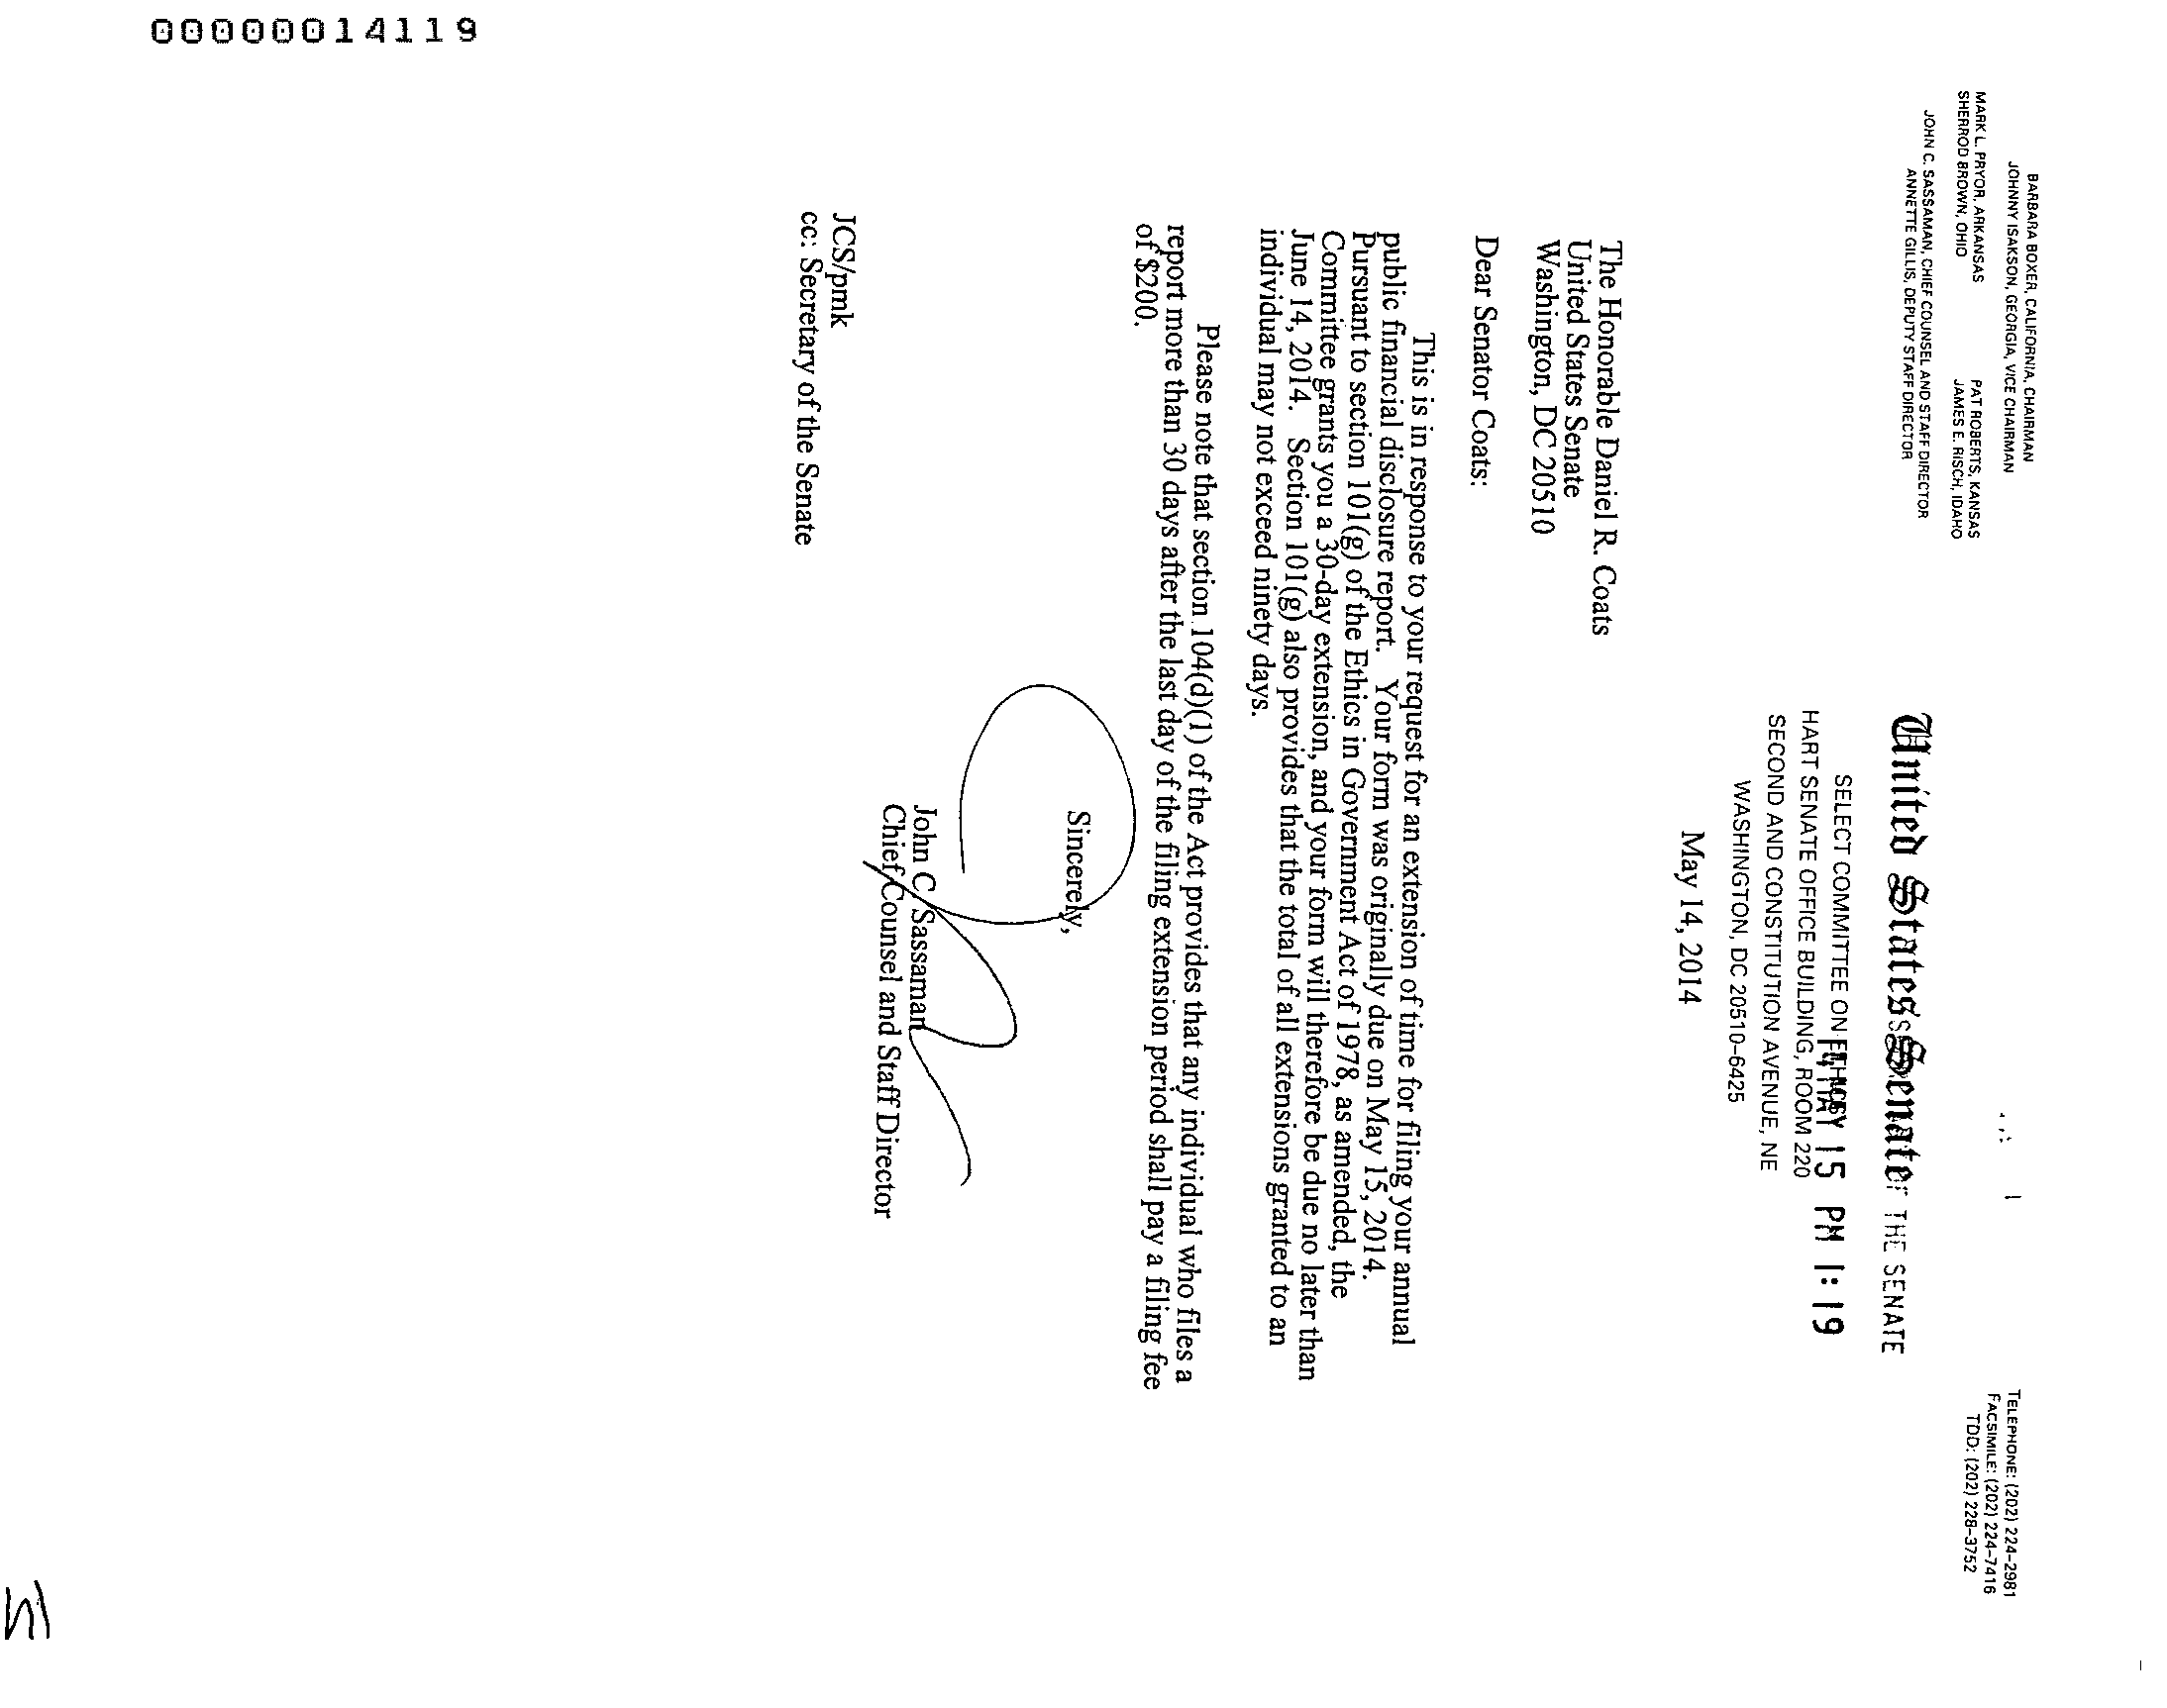 00000014119
BARBARA BOXER, CALIFORNIA, CHAIRMAN
JOHNNY ISAKSON, GEORGIA, VICE CHAIRMAN
MARK L. PRYOR, ARKANSAS PAT ROBERTS, KANSAS
SHERROD BROWN, OHIO JAMES E. RISCH, IDAHO
JOHN C. SASSAMAN, CHIEF COUNSEL AND STAFF DIRECTOR
ANNETTE GILLIS, DEPUTY STAFF DIRECTOR
TELEPHONE: (202) 224-2981
FACSIMILE: (202) 224-7416
TDD: (202) 228-3752
United States Senate
OF THE SENATE
SELECT COMMITTEE ON ETHICS
MAY 15 PM 1:19
HART SENATE OFFICE BUILDING, ROOM 220
SECOND AND CONSTITUTION AVENUE, NE
WASHINGTON, DC 20510-6425
May 14, 2014
The Honorable Daniel R. Coats
United States Senate
Washington, DC 20510
Dear Senator Coats:
This is in response to your request for an extension of time for filing your annual
public financial disclosure report. Your form was originally due on May 15, 2014.
Pursuant to section 101(g) of the Ethics in Government Act of 1978, as amended, the
Committee grants you a 30-day extension, and your form will therefore be due no later than
June 14, 2014. Section 101(g) also provides that the total of all extensions granted to an
individual may not exceed ninety days.
Please note that section 104(d)(1) of the Act provides that any individual who files a
report more than 30 days after the last day of the filing extension period shall pay a filing fee
of $200.
Sincerely,
John C. Sassaman
Chief Counsel and Staff Director
JCS/pmk
cc: Secretary of the Senate